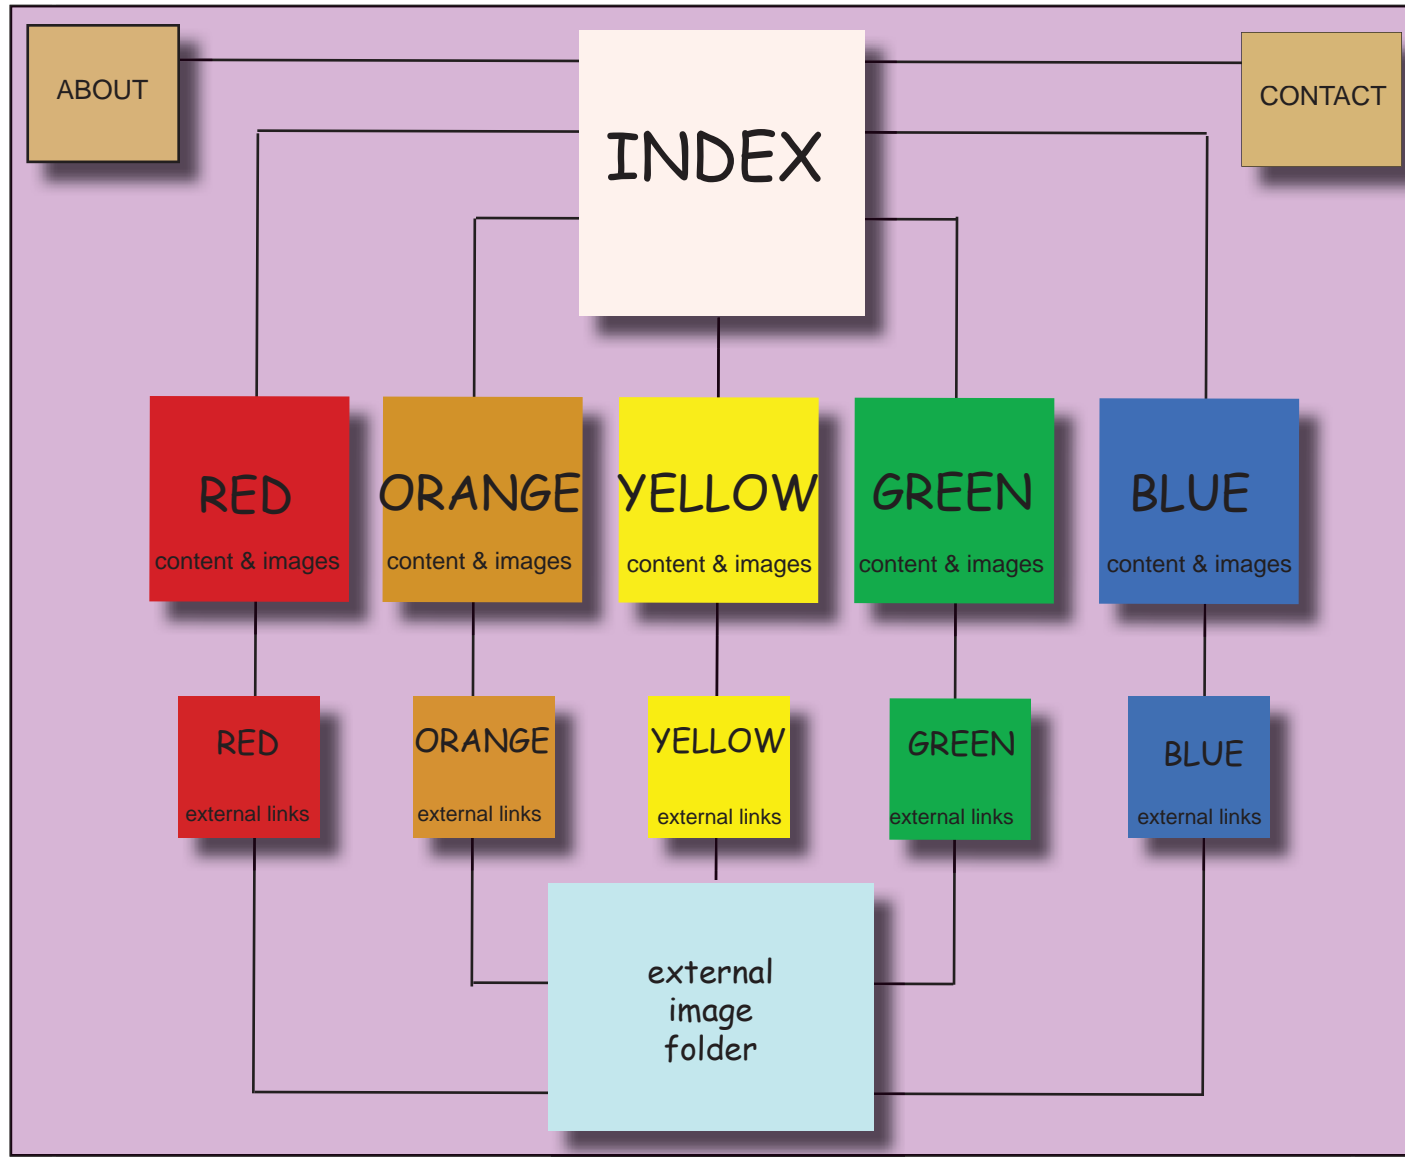 ABOUT
INDEX
CONTACT
RED
content & images
ORANGE
content & images
YELLOW
content & images
GREEN
content & images
BLUE
content & images
RED
external links
ORANGE
external links
YELLOW
external links
GREEN
external links
BLUE
external links
external
image
folder